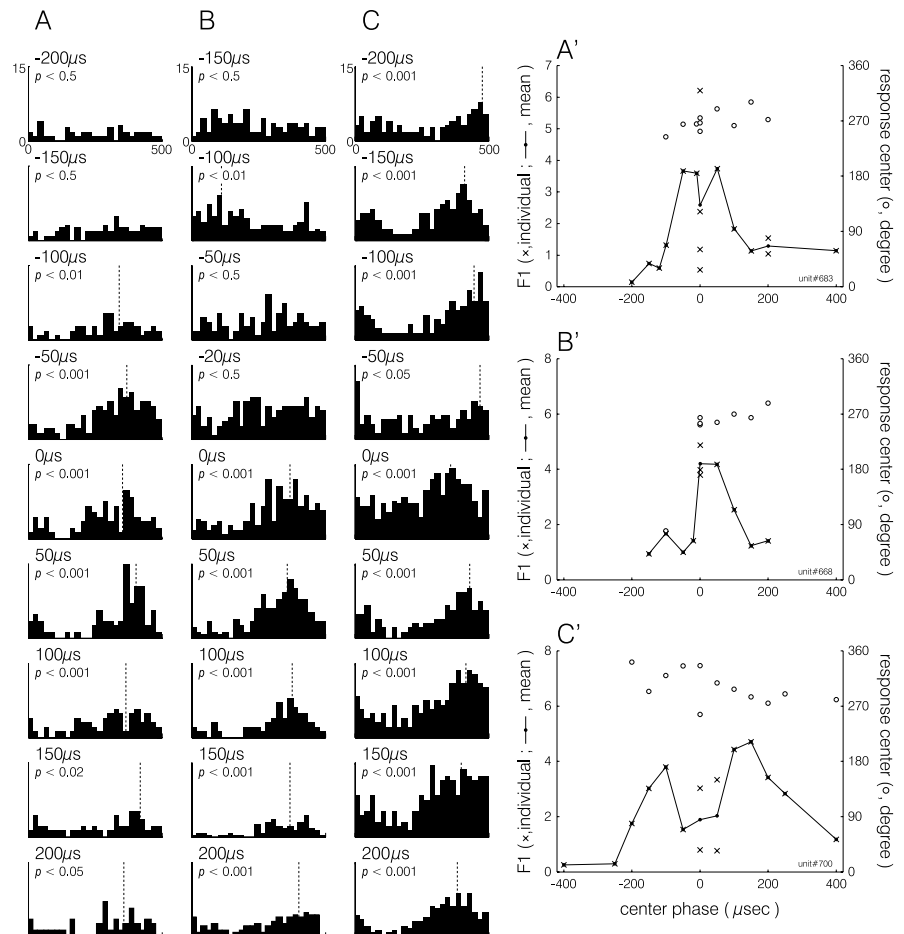 A
B
C
-200µs
p < 0.5
15
0
0
500
-150µs
p < 0.5
-100µs
p < 0.01
-50µs
p < 0.001
0µs
p < 0.001
50µs
p < 0.001
100µs
p < 0.001
150µs
p < 0.02
200µs
p < 0.05
-150µs
p < 0.5
0
500
-100µs
p < 0.01
-50µs
p < 0.5
-20µs
p < 0.5
0µs
p < 0.001
50µs
p < 0.001
100µs
p < 0.001
150µs
p < 0.001
200µs
p < 0.001
-200µs
p < 0.001
15
0
0
500
-150µs
p < 0.001
-100µs
p < 0.001
-50µs
p < 0.05
0µs
p < 0.001
50µs
p < 0.001
100µs
p < 0.001
150µs
p < 0.001
200µs
p < 0.001
A'
7
6
5
4
3
2
1
0
F1 ( ×,individual ; —•— , mean )
360
270
180
90
0
response center ( o, degree )
unit#683
-400 -200 0 200 400
B'
8
6
4
2
0
F1 ( ×,individual ; —•— , mean )
360
270
180
90
0
response center ( o, degree )
unit#668
-400 -200 0 200 400
C'
8
6
4
2
0
F1 ( ×,individual ; —•— , mean )
360
270
180
90
0
response center ( o, degree )
unit#700
-400 -200 0 200 400
center phase ( µsec )